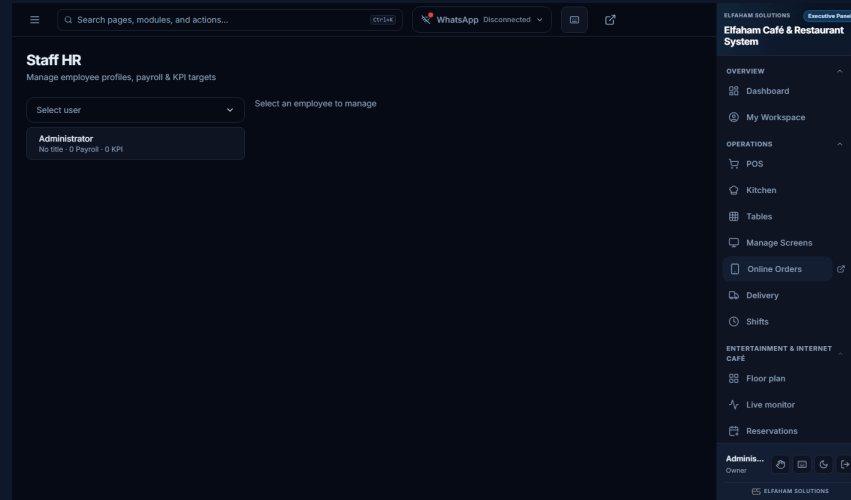 Search pages, modules, and actions...
Ctrl+K
WhatsApp Disconnected
Staff HR
Manage employee profiles, payroll & KPI targets
Select user
Select an employee to manage
Administrator
No title · 0 Payroll · 0 KPI
ELFAHAM SOLUTIONS
Executive Panel
Elfaham Café & Restaurant
System
OVERVIEW
Dashboard
My Workspace
OPERATIONS
POS
Kitchen
Tables
Manage Screens
Online Orders
Delivery
Shifts
ENTERTAINMENT & INTERNET
CAFÉ
Floor plan
Live monitor
Reservations
Adminis...
Owner
ELFAHAM SOLUTIONS